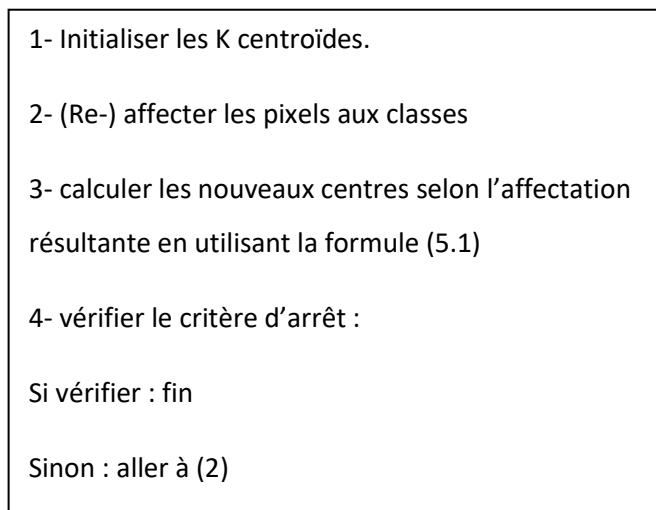 1- Initialiser les K centroïdes.
2- (Re-) affecter les pixels aux classes
3- calculer les nouveaux centres selon l’affectation
résultante en utilisant la formule (5.1)
4- vérifier le critère d’arrêt :
Si vérifier : fin
Sinon : aller à (2)